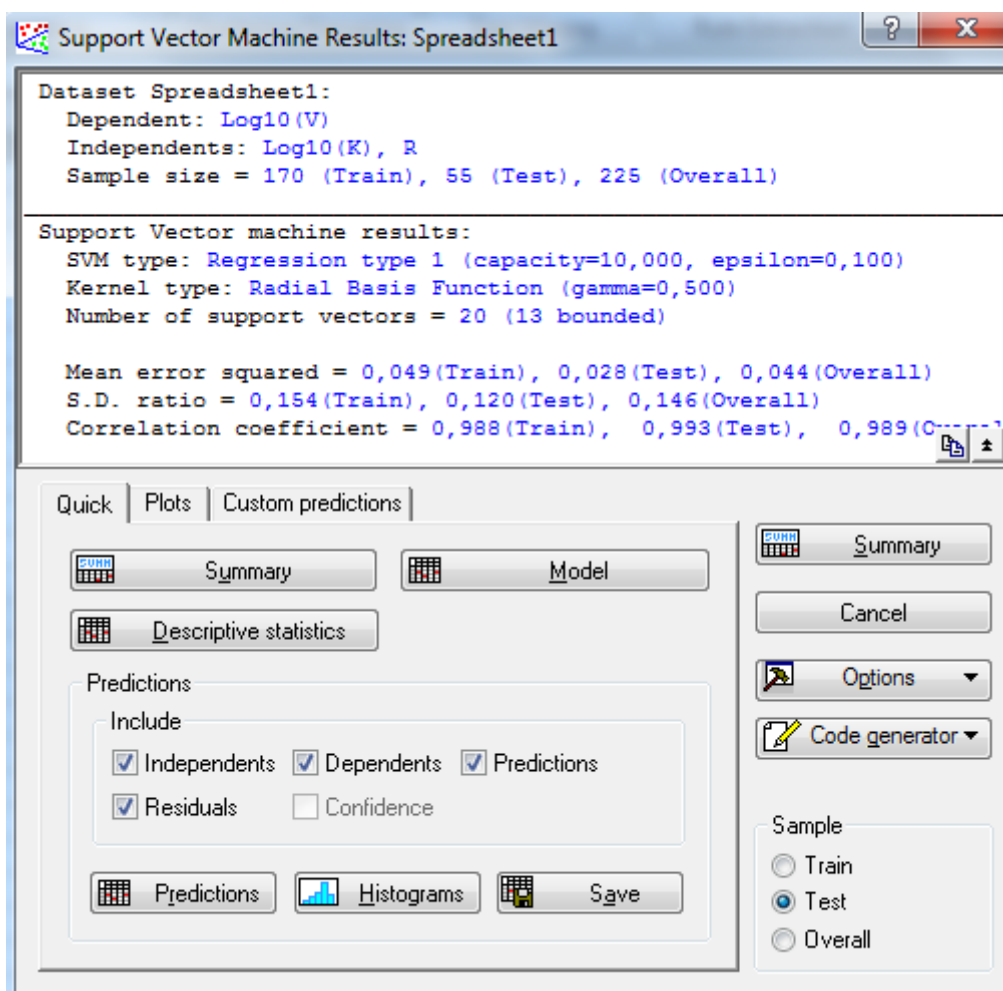 Support Vector Machine Results: Spreadsheet1
?
X
Dataset Spreadsheet1:
Dependent: Log10(V)
Independents: Log10(K), R
Sample size = 170 (Train), 55 (Test), 225 (Overall)
Support Vector machine results:
SVM type: Regression type 1 (capacity=10,000, epsilon=0,100)
Kernel type: Radial Basis Function (gamma=0,500)
Number of support vectors = 20 (13 bounded)
Mean error squared = 0,049(Train), 0,028(Test), 0,044(Overall)
S.D. ratio = 0,154(Train), 0,120(Test), 0,146(Overall)
Correlation coefficient = 0,988(Train), 0,993(Test), 0,989
Quick Plots Custom predictions
Summary Model
Descriptive statistics
Predictions
Include
Independents Dependents Predictions
Residuals Confidence
Predictions Histograms Save
Summary
Cancel
Options
Code generator
Sample
Train
Test
Overall